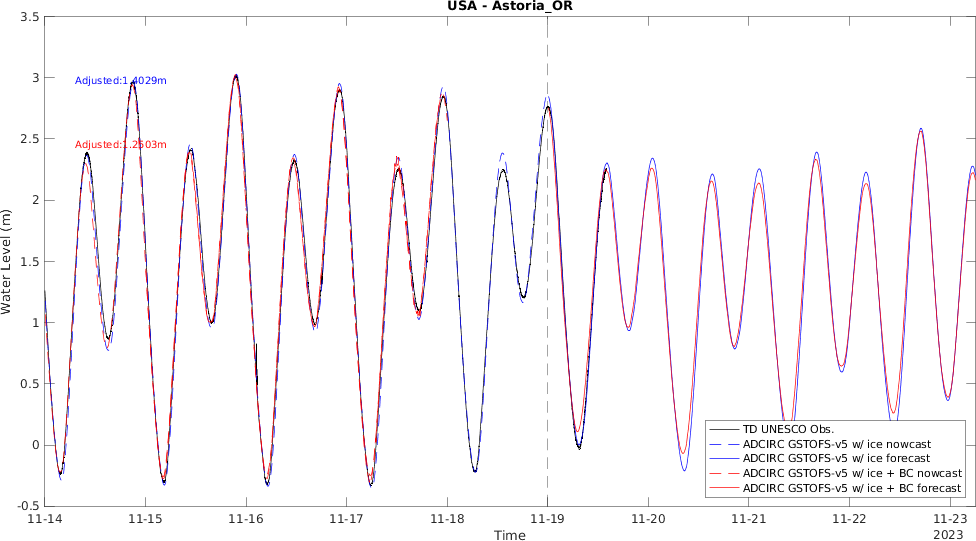 USA - Astoria_OR
3.5
3
2.5
2
1.5
1
0.5
0
-0.5
Water Level (m)
Adjusted:1.4029m
Adjusted:1.2503m
TD UNESCO Obs.
ADCIRC GSTOFS-v5 w/ ice nowcast
ADCIRC GSTOFS-v5 w/ ice forecast
ADCIRC GSTOFS-v5 w/ ice + BC nowcast
ADCIRC GSTOFS-v5 w/ ice + BC forecast
11-14 11-15 11-16 11-17 11-18 11-19 11-20 11-21 11-22 11-23
Time
2023